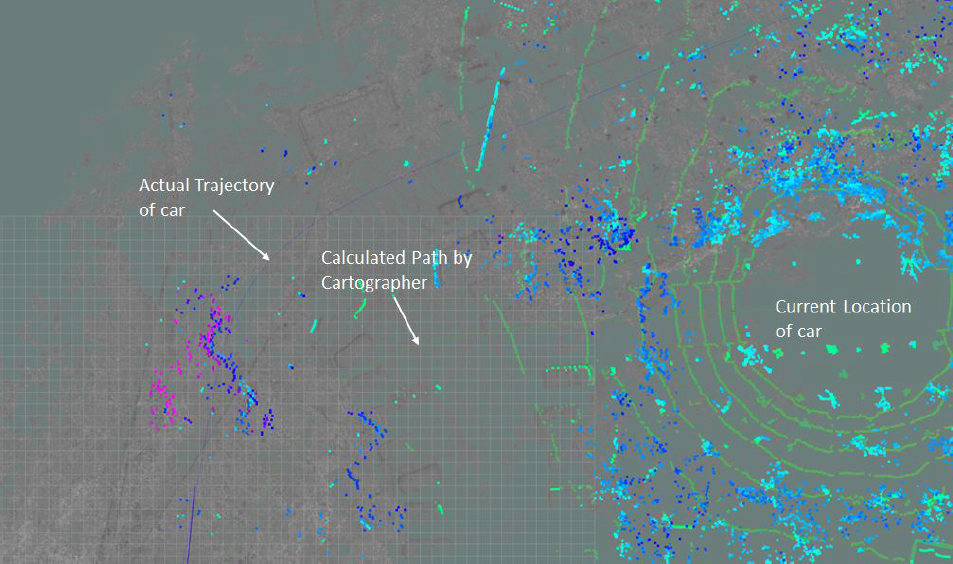 Actual Trajectory
of car
Calculated Path by
Cartographer
Current Location
of car